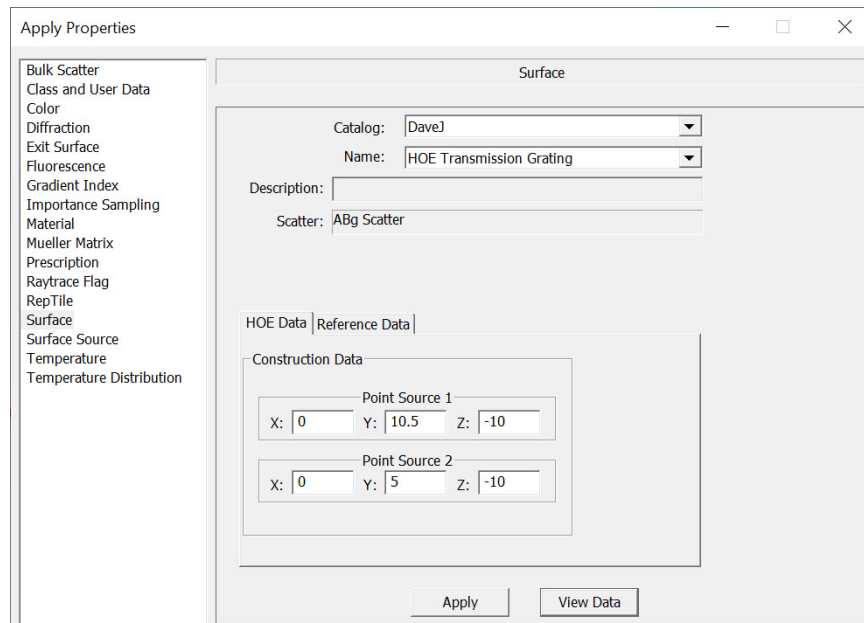 Apply Properties
Bulk Scatter
Class and User Data
Color
Diffraction
Exit Surface
Fluorescence
Gradient Index
Importance Sampling
Material
Mueller Matrix
Prescription
Raytrace Flag
RepTile
Surface
Surface Source
Temperature
Temperature Distribution
Surface
Catalog: DaveJ
Name: HOE Transmission Grating
Description:
Scatter: ABg Scatter
HOE Data Reference Data
Construction Data
Point Source 1
X: 0 Y: 10.5 Z: -10
Point Source 2
X: 0 Y: 5 Z: -10
Apply View Data